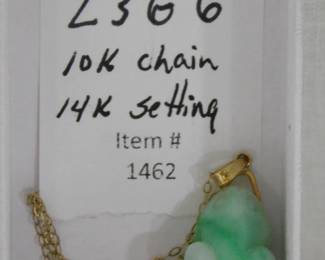 10K chain
14K setting
Item #
1462